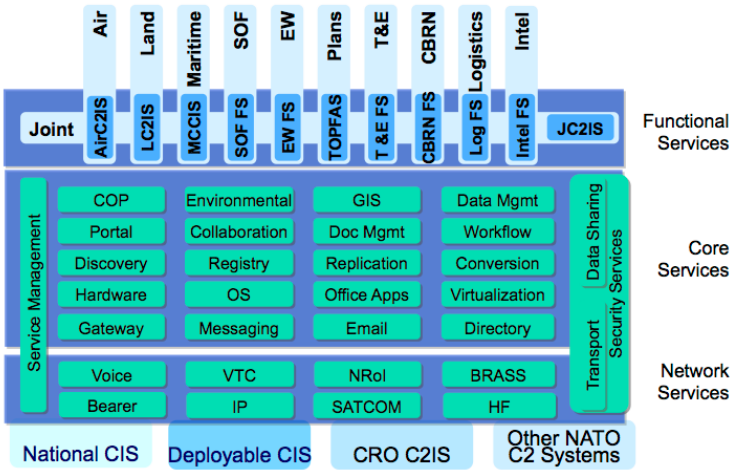 Air
Land
Maritime
SOF
EW
Plans
T&E
CBRN
Logistics
Intel
Joint
AirC2IS
LC2IS
MCCIS
SOF FS
EW FS
TOPFAS
T &E FS
CBRN FS
Log FS
Intel FS
JC2IS
Functional
Services
Service Management
COP
Environmental
GIS
Data Mgmt
Portal
Collaboration
Doc Mgmt
Workflow
Discovery
Registry
Replication
Conversion
Hardware
OS
Office Apps
Virtualization
Gateway
Messaging
Email
Directory
Data Sharing
Security Services
Transport
Core
Services
Voice
VTC
NRoI
BRASS
Bearer
IP
SATCOM
HF
Network
Services
National CIS
Deployable CIS
CRO C2IS
Other NATO
C2 Systems